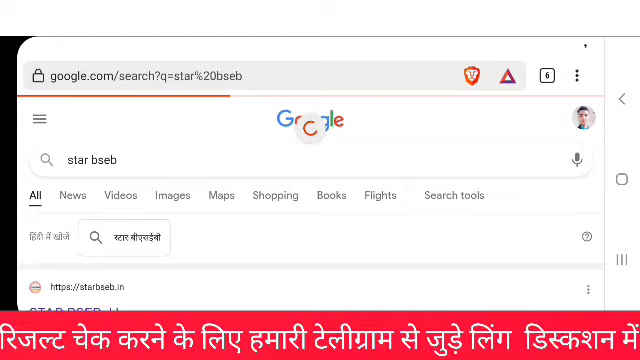 google.com/search?q=star%20bseb
6
Google
star bseb
All News Videos Images Maps Shopping Books Flights Search tools
हिंदी में खोजें
स्टार बीएसईबी
https://starbseb.in
रिजल्ट चेक करने के लिए हमारी टेलीग्राम से जुड़े लिंग डिस्कशन में